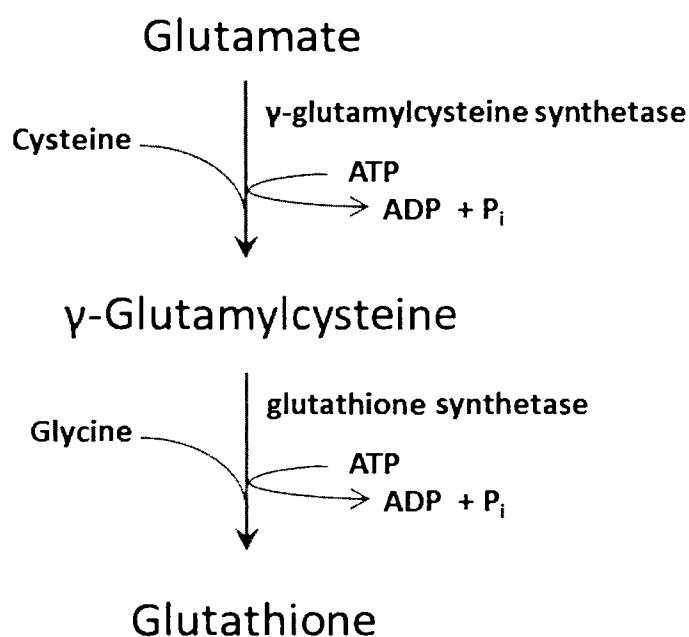 Glutamate
γ-glutamylcysteine synthetase
Cysteine
ATP
ADP + Pi
γ-Glutamylcysteine
glutathione synthetase
Glycine
ATP
ADP + Pi
Glutathione